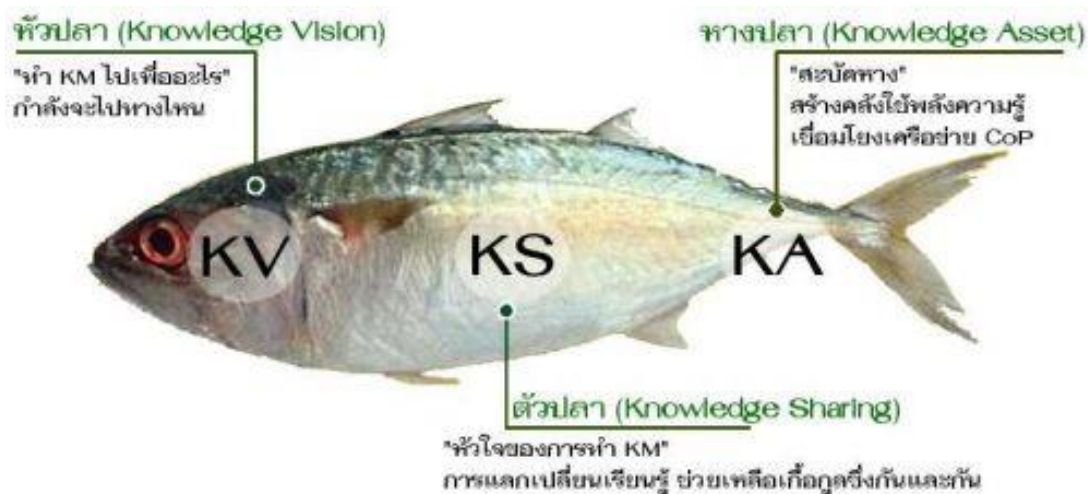 หัวปลา (Knowledge Vision)
"ทำ KM ไปเพื่ออะไร"
กำลังจะไปทางไหน
หางปลา (Knowledge Asset)
"สะบัดหาง"
สร้างคลังใช้พลังความรู้
เชื่อมโยงเครือข่าย CoP
KV KS KA
ตัวปลา (Knowledge Sharing)
"หัวใจของการทำ KM"
การแลกเปลี่ยนเรียนรู้ ช่วยเหลือเกื้อกูลซึ่งกันและกัน